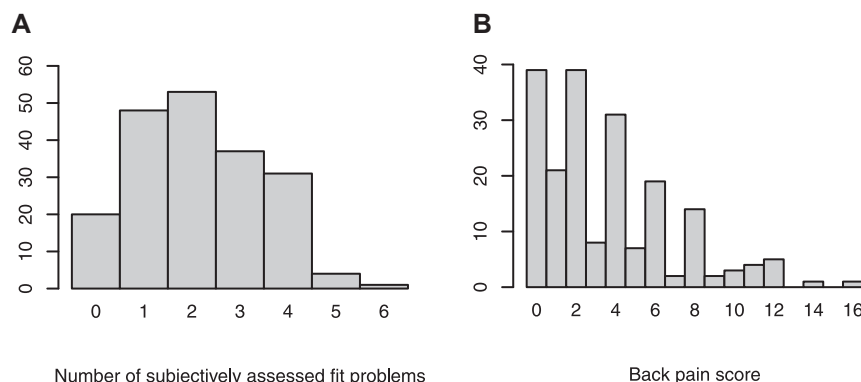 A
B
60
50
40
30
20
10
0
0 1 2 3 4 5 6
Number of subjectively assessed fit problems
40
30
20
10
0
0 2 4 6 8 10 12 14 16
Back pain score